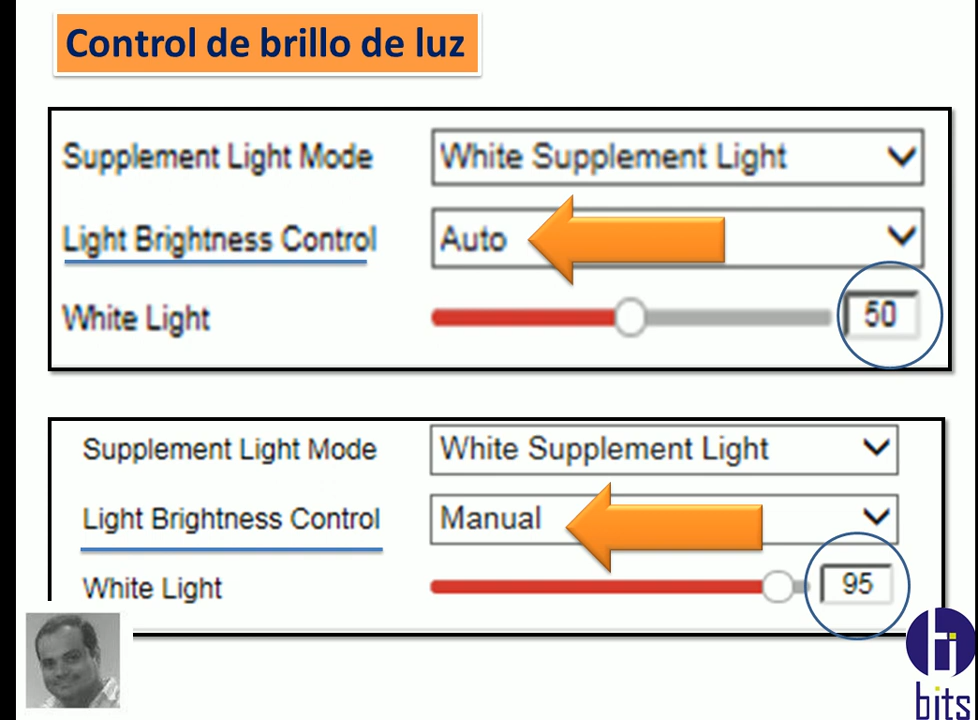 Control de brillo de luz
Supplement Light Mode White Supplement Light
Light Brightness Control Auto
White Light 50
Supplement Light Mode White Supplement Light
Light Brightness Control Manual
White Light 95
bits